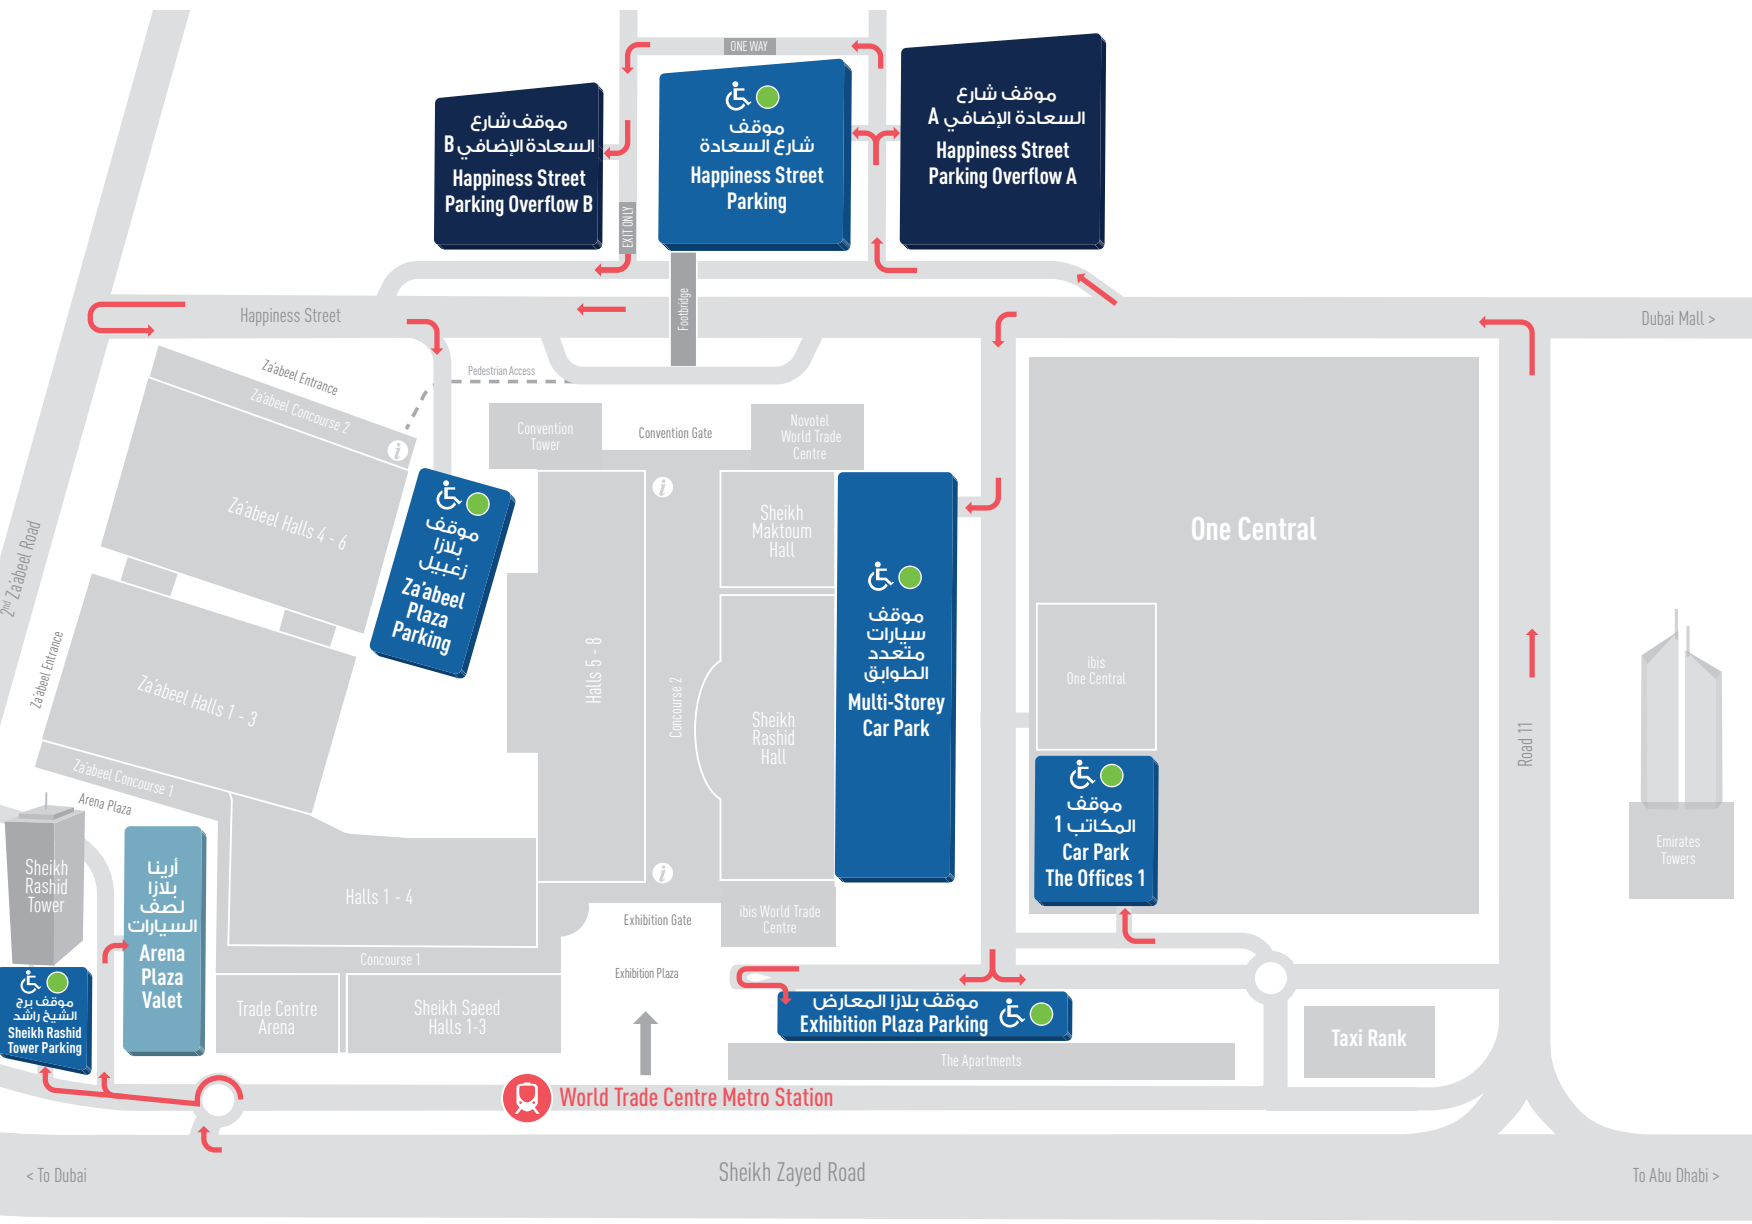 ONE WAY
موقف شارع
السعادة الإضافي B
Happiness Street
Parking Overflow B
موقف
شارع السعادة
Happiness Street
Parking
موقف شارع
السعادة الإضافي A
Happiness Street
Parking Overflow A
EXIT ONLY
Footbridge
Happiness Street
Dubai Mall >
Za'abeel Entrance
Za'abeel Concourse 2
Pedestrian Access
Convention
Tower
Convention Gate
Novotel
World Trade
Centre
i
i
Za'abeel Halls 4 - 6
2nd Za'abeel Road
موقف
بلازا
زعبيل
Za'abeel
Plaza
Parking
Sheikh
Maktoum
Hall
One Central
موقف
سيارات
متعدد
الطوابق
Multi-Storey
Car Park
ibis
One Central
Halls 5 - 8
Concourse 2
Sheikh
Rashid
Hall
Za'abeel Entrance
Za'abeel Halls 1 - 3
Za'abeel Concourse 1
Arena Plaza
Road 11
موقف
المكاتب 1
Car Park
The Offices 1
Emirates
Towers
Sheikh
Rashid
Tower
أرينا
بلازا
لصف
السيارات
Arena
Plaza
Valet
Halls 1 - 4
i
Exhibition Gate
ibis World Trade
Centre
Concourse 1
Exhibition Plaza
موقف برج
الشيخ راشد
Sheikh Rashid
Tower Parking
Trade Centre
Arena
Sheikh Saeed
Halls 1-3
موقف بلازا المعارض
Exhibition Plaza Parking
The Apartments
Taxi Rank
World Trade Centre Metro Station
< To Dubai
Sheikh Zayed Road
To Abu Dhabi >